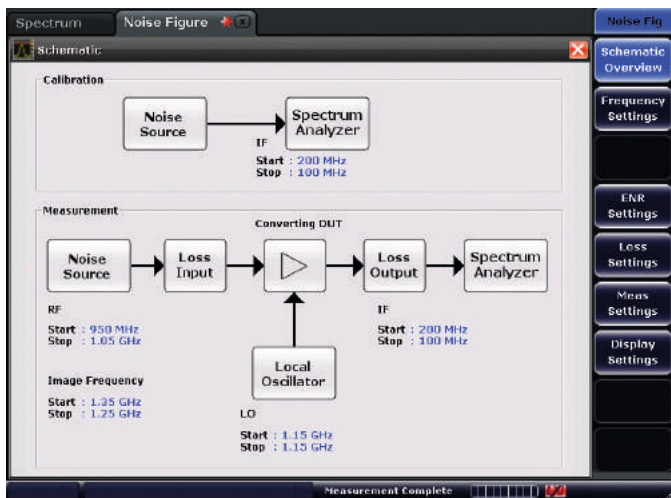 Spectrum
Noise Figure
Noise Fig
Schematic
Schematic
Overview
Calibration
Frequency
Settings
Noise
Source
Spectrum
Analyzer
IF
Start : 200 MHz
Stop : 100 MHz
ENR
Settings
Measurement
Converting DUT
Noise
Source
Loss
Input
Loss
Output
Spectrum
Analyzer
Loss
Settings
RF
Start : 950 MHz
Stop : 1.05 GHz
IF
Start : 200 MHz
Stop : 100 MHz
Meas
Settings
Display
Settings
Image Frequency
Start : 1.35 GHz
Stop : 1.25 GHz
Local
Oscillator
LO
Start : 1.15 GHz
Stop : 1.15 GHz
Measurement Complete